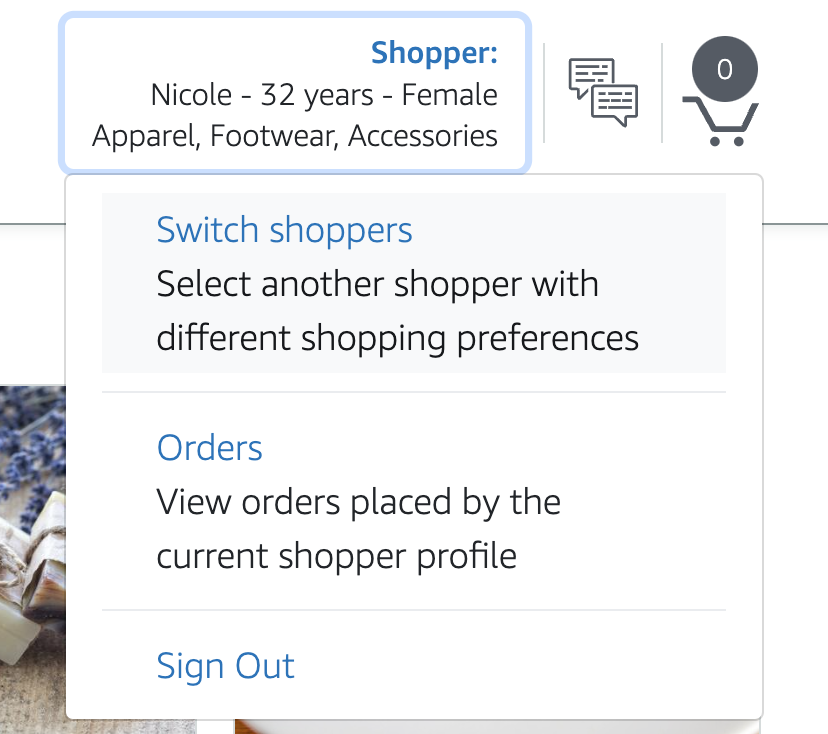 Shopper:
Nicole - 32 years - Female
Apparel, Footwear, Accessories
0
Switch shoppers
Select another shopper with
different shopping preferences
Orders
View orders placed by the
current shopper profile
Sign Out